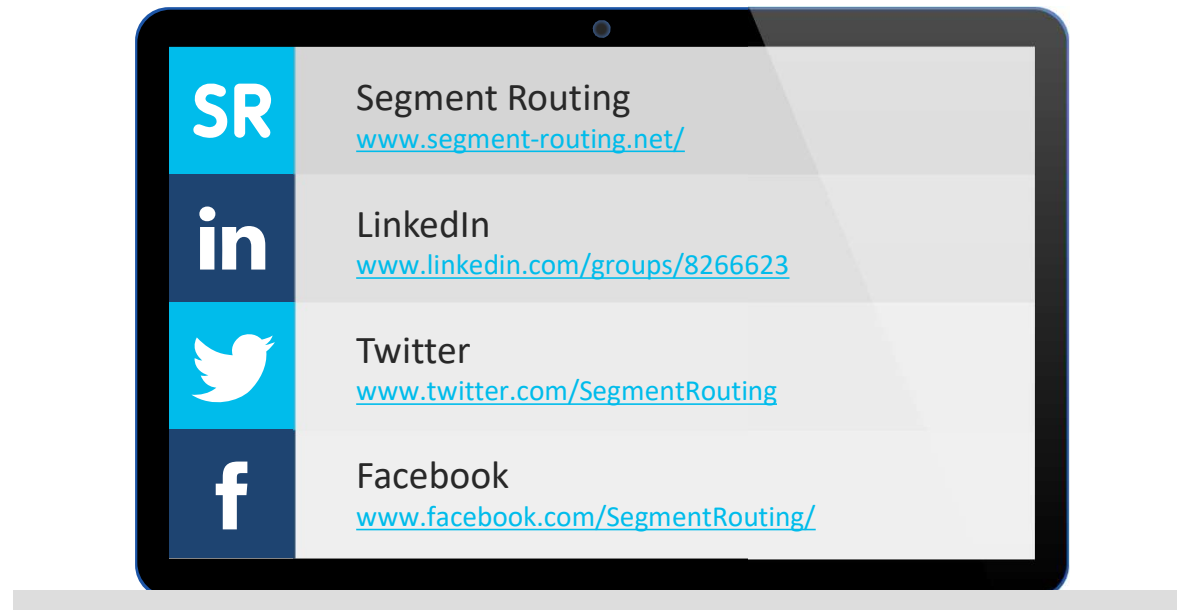 SR
Segment Routing
www.segment-routing.net/
in
LinkedIn
www.linkedin.com/groups/8266623
Twitter
www.twitter.com/SegmentRouting
f
Facebook
www.facebook.com/SegmentRouting/